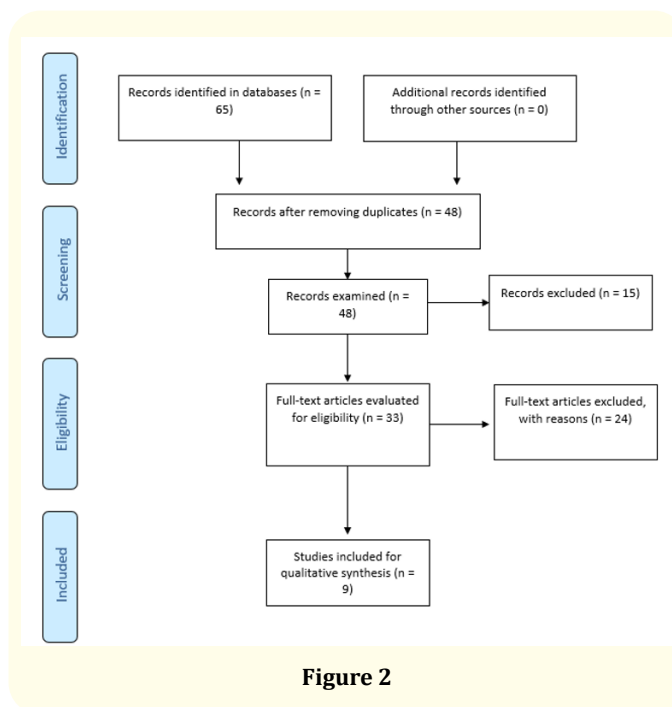 Identification
Records identified in databases (n =
65)
Additional records identified
through other sources (n = 0)
Records after removing duplicates (n = 48)
Screening
Records examined (n =
48)
Records excluded (n = 15)
Eligibility
Full-text articles evaluated
for eligibility (n = 33)
Full-text articles excluded,
with reasons (n = 24)
Included
Studies included for
qualitative synthesis (n =
9)
Figure 2